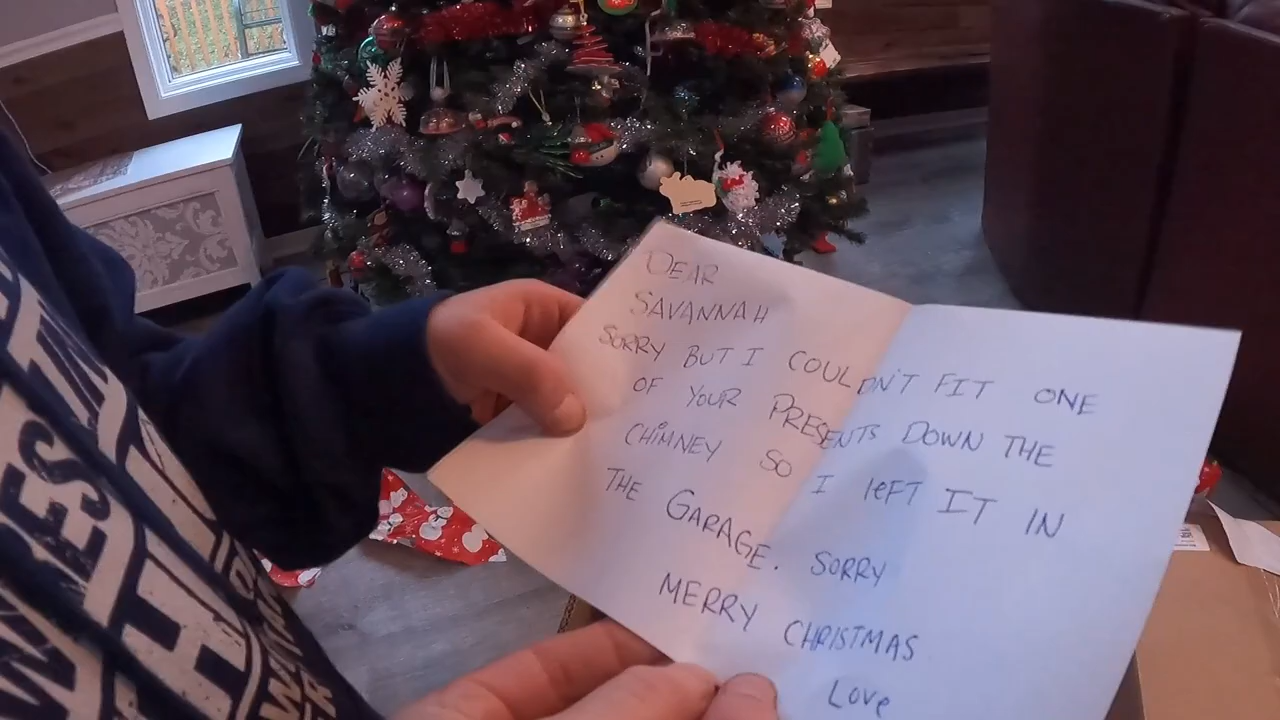 DEAR
SAVANNAH
SORRY BUT I COULDN'T FIT ONE
OF YOUR PRESENTS DOWN THE
CHIMNEY SO I LEFT IT IN
THE GARAGE. SORRY
MERRY CHRISTMAS
LOVE